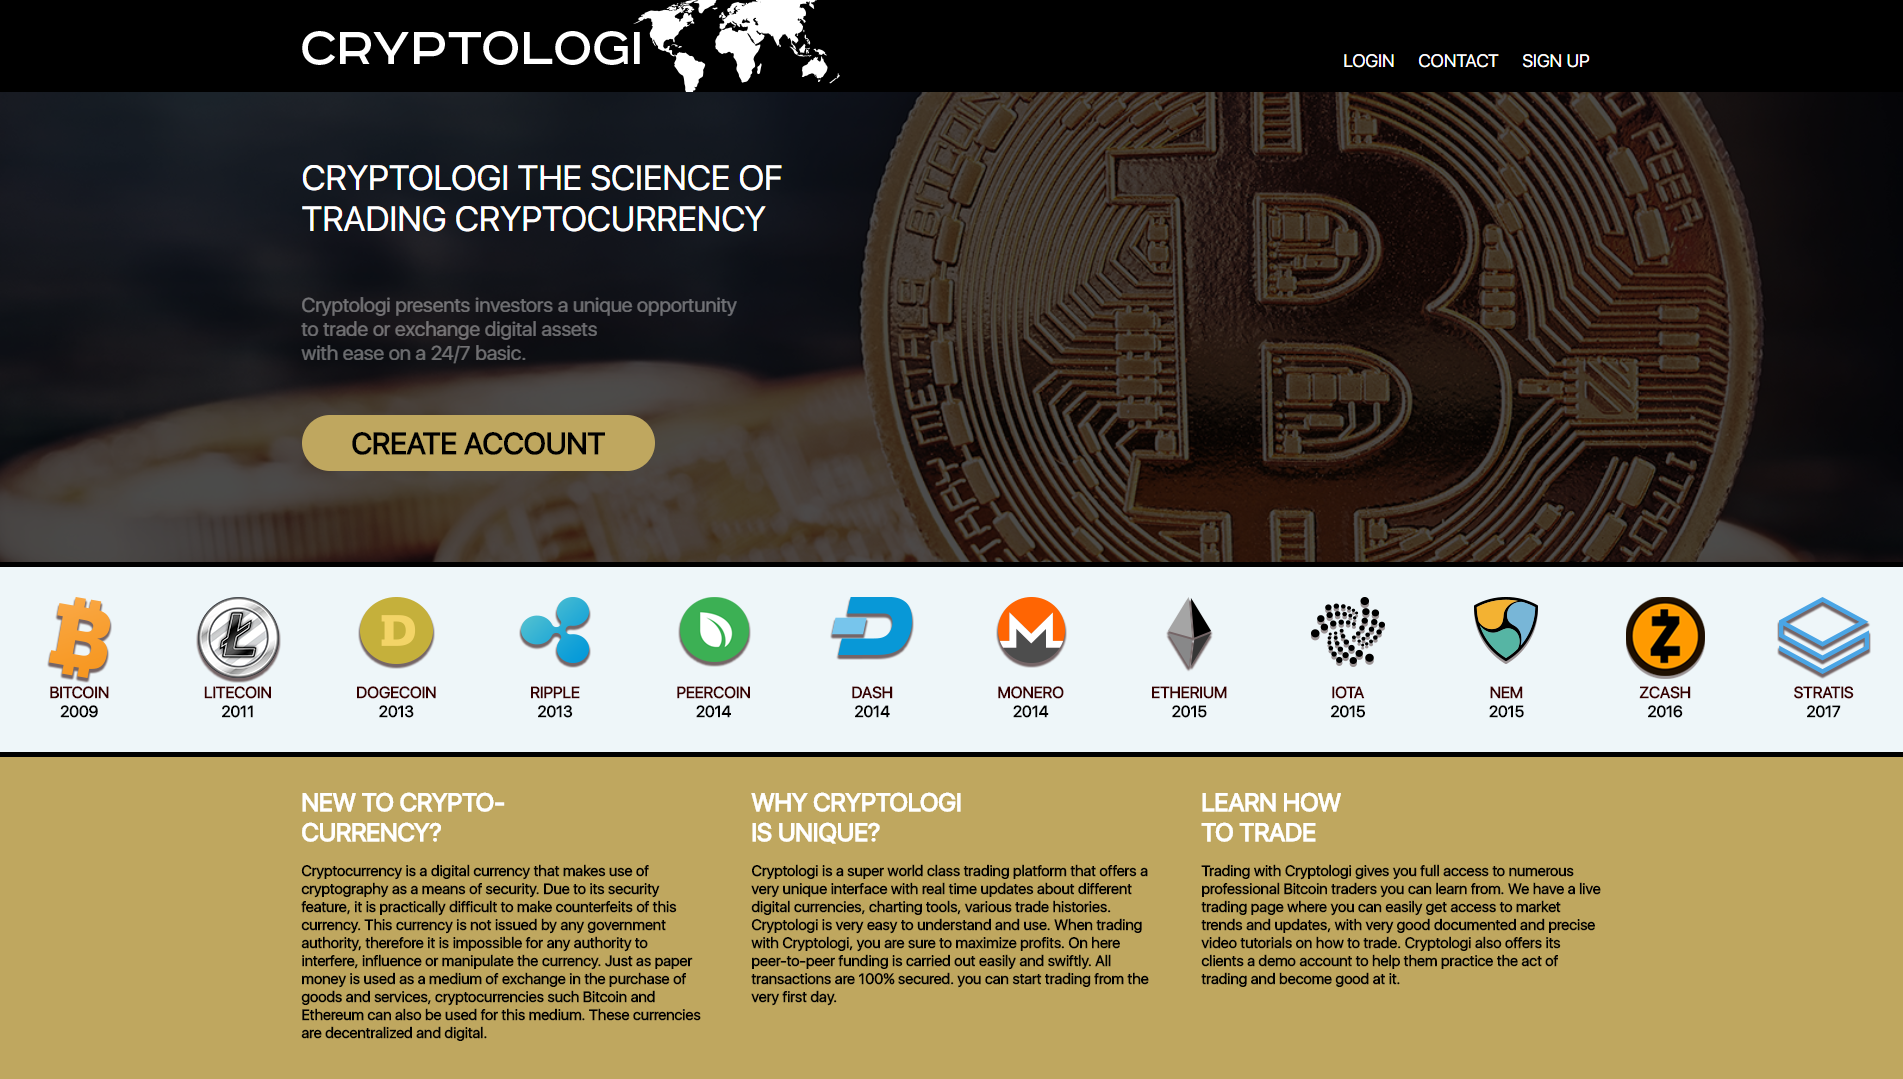 CRYPTOLOGI
LOGIN CONTACT SIGN UP
CRYPTOLOGI THE SCIENCE OF
TRADING CRYPTOCURRENCY
Cryptologi presents investors a unique opportunity
to trade or exchange digital assets
with ease on a 24/7 basic.
CREATE ACCOUNT
BITCOIN
2009
LITECOIN
2011
DOGECOIN
2013
RIPPLE
2013
PEERCOIN
2014
DASH
2014
MONERO
2014
ETHERIUM
2015
IOTA
2015
NEM
2015
ZCASH
2016
STRATIS
2017
NEW TO CRYPTO-
CURRENCY?
Cryptocurrency is a digital currency that makes use of
cryptography as a means of security. Due to its security
feature, it is practically difficult to make counterfeits of this
currency. This currency is not issued by any government
authority, therefore it is impossible for any authority to
interfere, influence or manipulate the currency. Just as paper
money is used as a medium of exchange in the purchase of
goods and services, cryptocurrencies such Bitcoin and
Ethereum can also be used for this medium. These currencies
are decentralized and digital.
WHY CRYPTOLOGI
IS UNIQUE?
Cryptologi is a super world class trading platform that offers a
very unique interface with real time updates about different
digital currencies, charting tools, various trade histories.
Cryptologi is very easy to understand and use. When trading
with Cryptologi, you are sure to maximize profits. On here
peer-to-peer funding is carried out easily and swiftly. All
transactions are 100% secured. you can start trading from the
very first day.
LEARN HOW
TO TRADE
Trading with Cryptologi gives you full access to numerous
professional Bitcoin traders you can learn from. We have a live
trading page where you can easily get access to market
trends and updates, with very good documented and precise
video tutorials on how to trade. Cryptologi also offers its
clients a demo account to help them practice the act of
trading and become good at it.